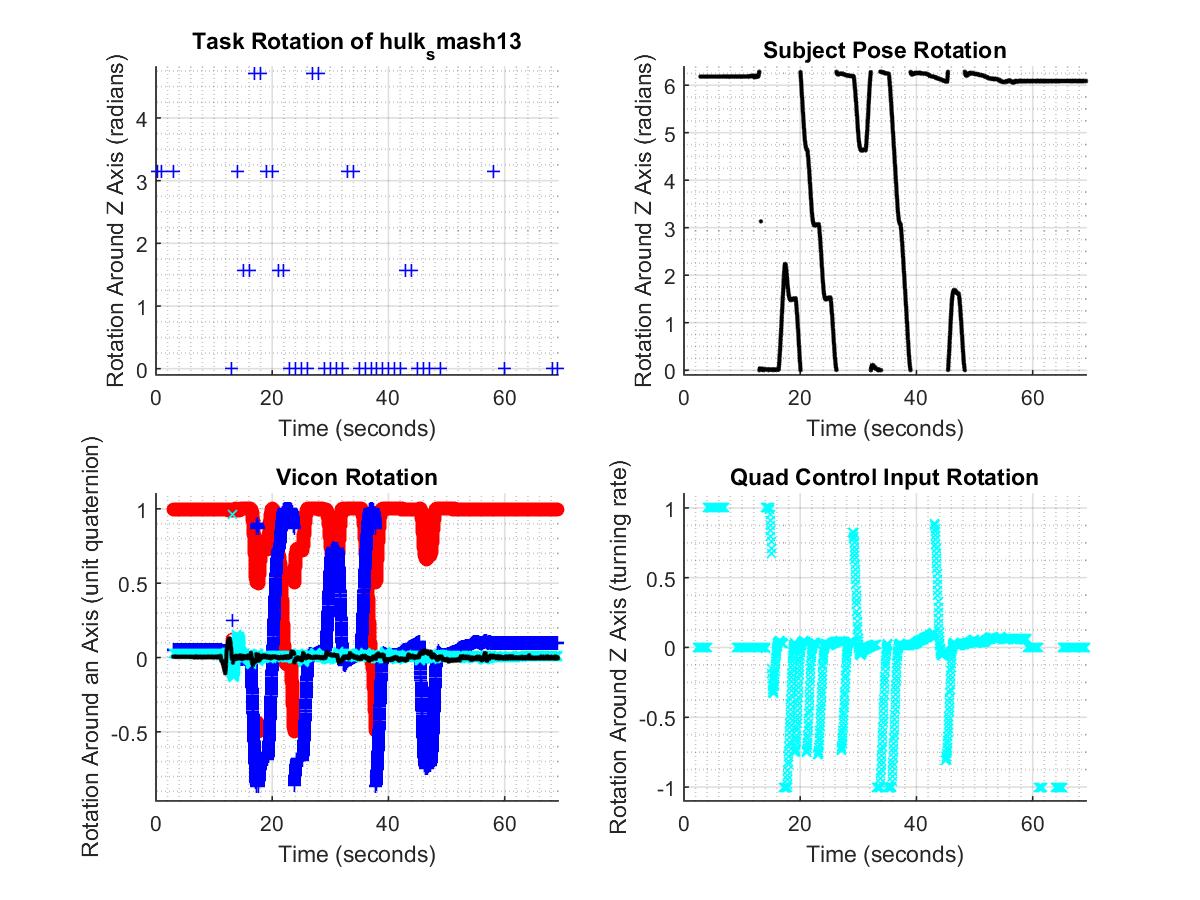 Task Rotation of hulksmash13
Rotation Around Z Axis (radians)
4
3
2
1
0
0 20 40 60
Time (seconds)
Subject Pose Rotation
Rotation Around Z Axis (radians)
6
5
4
3
2
1
0
0 20 40 60
Time (seconds)
Vicon Rotation
Rotation Around an Axis (unit quaternion)
1
0.5
0
-0.5
0 20 40 60
Time (seconds)
Quad Control Input Rotation
Rotation Around Z Axis (turning rate)
1
0.5
0
-0.5
-1
0 20 40 60
Time (seconds)